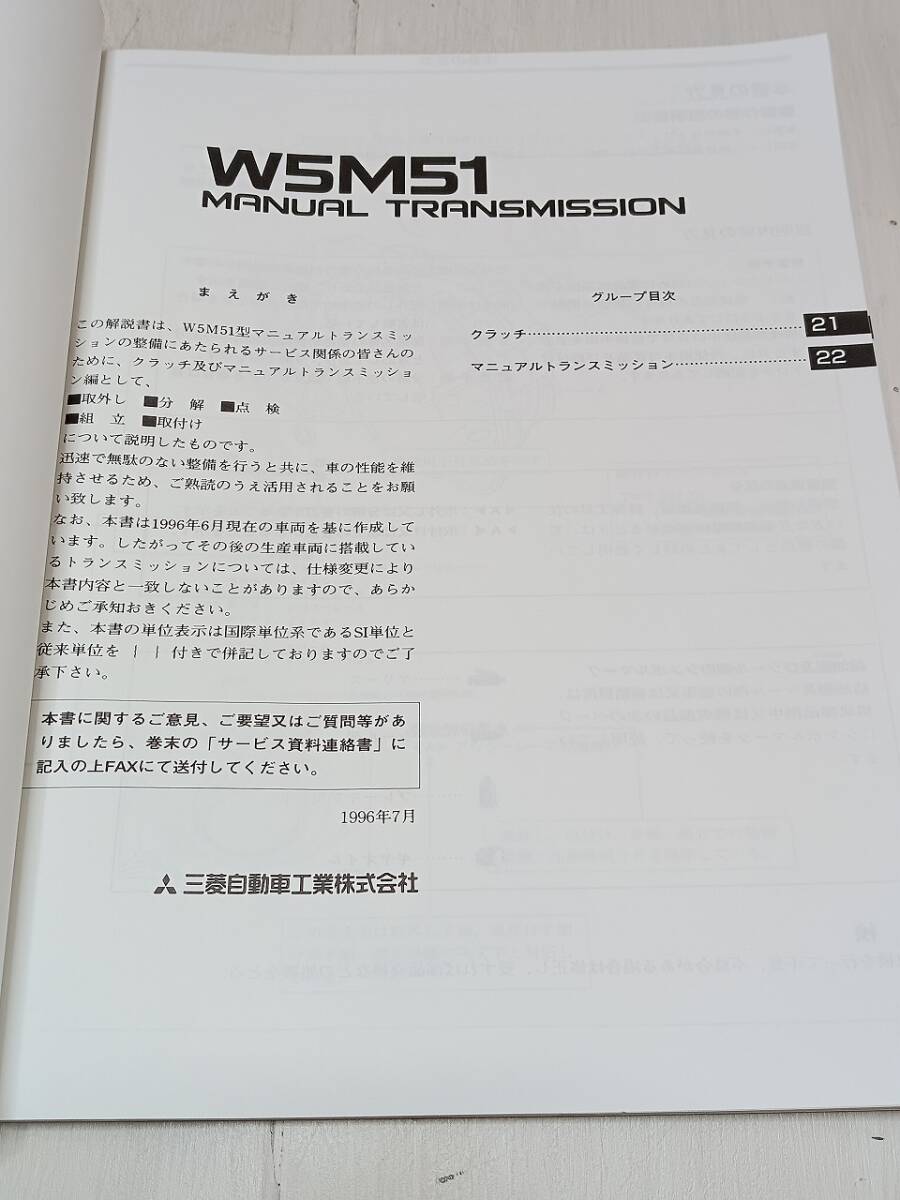 W5M51
MANUAL TRANSMISSION
まえがき
この解説書は、W5M51型マニュアルトランスミッ
ションの整備にあたられるサービス関係の皆さんの
ために、クラッチ及びマニュアルトランスミッショ
ン編として、
■取外し ■分 解 ■点 検
■組 立 ■取付け
について説明したものです。
迅速で無駄のない整備を行うと共に、車の性能を維
持させるため、ご熟読のうえ活用されることをお願
い致します。
なお、本書は1996年6月現在の車両を基に作成して
います。したがってその後の生産車両に搭載してい
るトランスミッションについては、仕様変更により
本書内容と一致しないことがありますので、あらか
じめご承知おきください。
また、本書の単位表示は国際単位系であるSI単位と
従来単位を｛ ｝付きで併記しておりますのでご了
承下さい。
本書に関するご意見、ご要望又はご質問等があ
りましたら、巻末の「サービス資料連絡書」に
記入の上FAXにて送付してください。
1996年7月
三菱自動車工業株式会社
グループ目次
クラッチ…………………………………… 21
マニュアルトランスミッション………………… 22